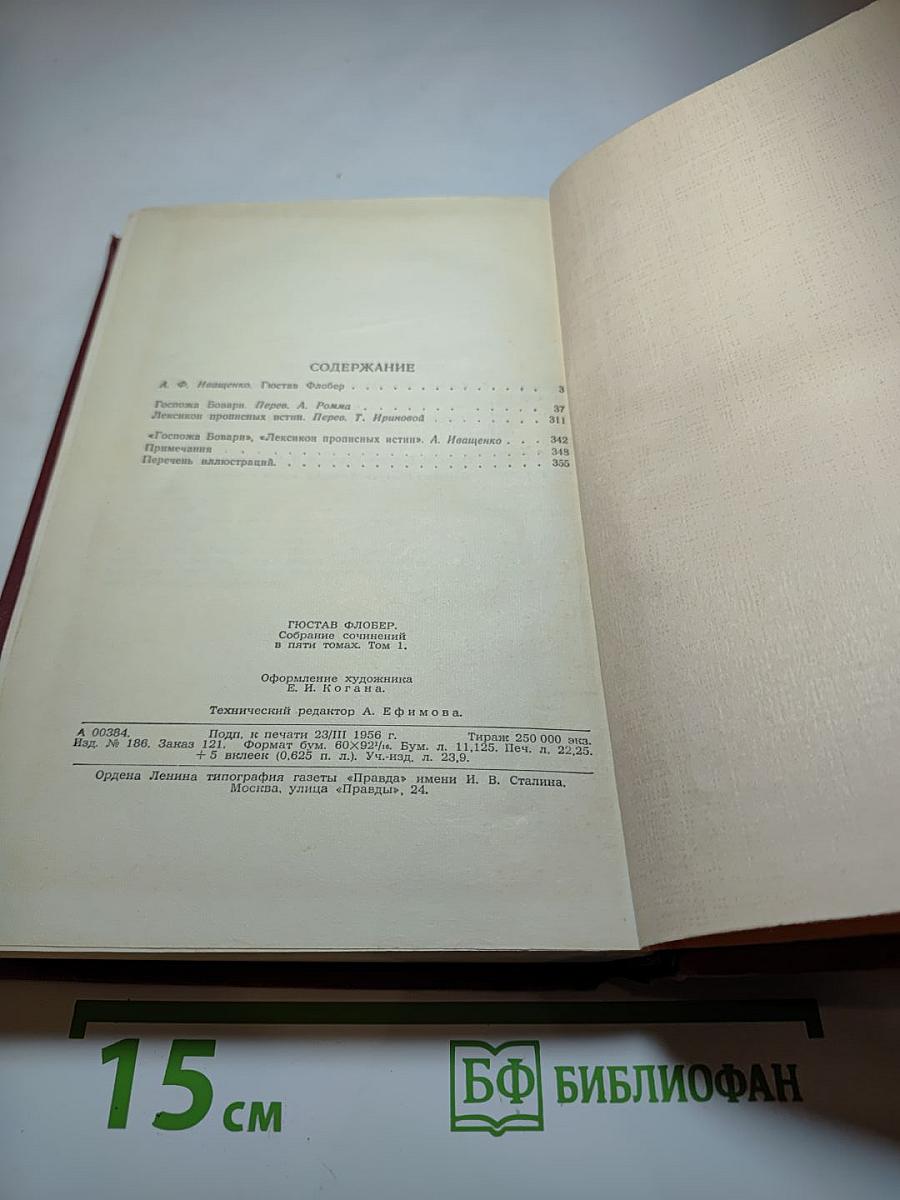 СОДЕРЖАНИЕ
А. Ф. Иващенко. Гюстав Флобер . . . . . . . . . . . . . 3
Госпожа Бовари. Перев. А. Ромма . . . . . . . . . . . . 37
Лексикон прописных истин. Перев. Т. Ириновой . . . . . . . . 311
«Госпожа Бовари», «Лексикон прописных истин». А. Иващенко . . . 342
Примечания . . . . . . . . . . . . . . . . . . . . 348
Перечень иллюстраций. . . . . . . . . . . . . . . . . 355
ГЮСТАВ ФЛОБЕР.
Собрание сочинений
в пяти томах. Том 1.
Оформление художника
Е. И. Когана.
Технический редактор А. Ефимова.
А 00384. Подп. к печати 23/III 1956 г. Тираж 250 000 экз.
Изд. № 186. Заказ 121. Формат бум. 60×92¹/₁₆. Бум. л. 11,125. Печ. л. 22,25.
+ 5 вклеек (0,625 п. л.). Уч.-изд. л. 23,9.
Ордена Ленина типография газеты «Правда» имени И. В. Сталина.
Москва, улица «Правды», 24.
15 см
БФ БИБЛИОФАН